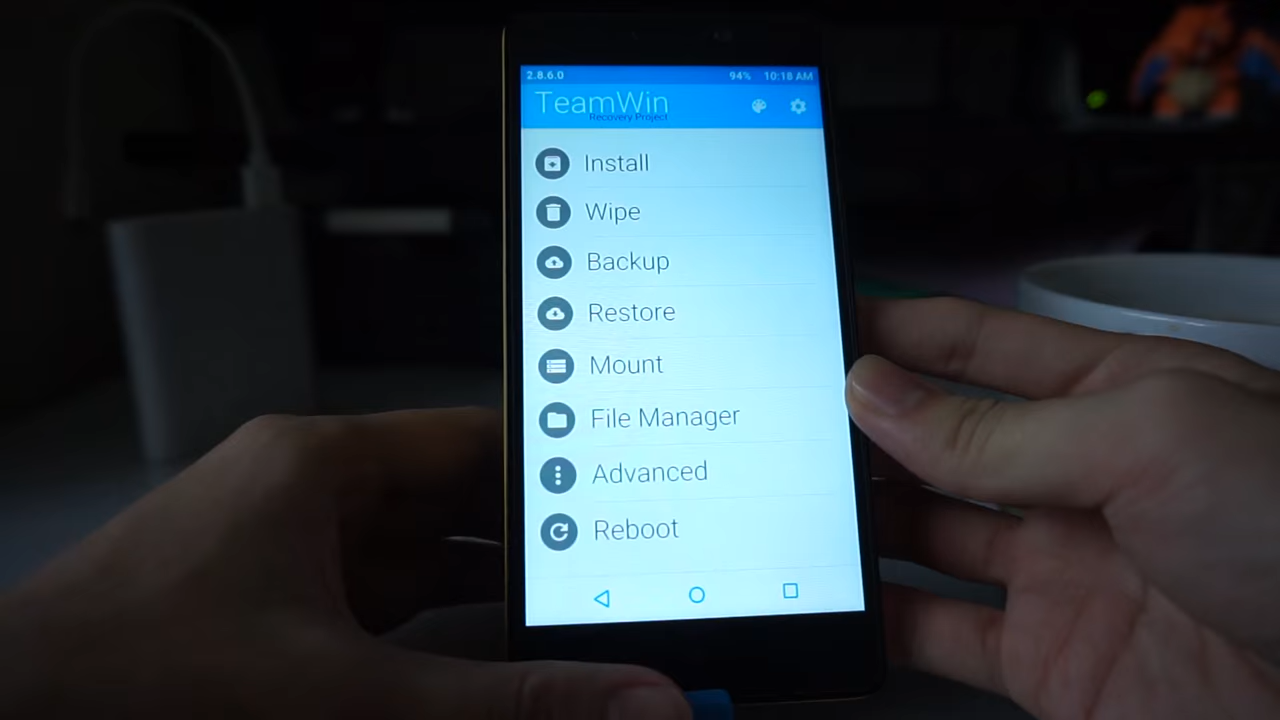 2.8.6.0 94% 10:18 AM
TeamWin
Recovery Project
Install
Wipe
Backup
Restore
Mount
File Manager
Advanced
Reboot